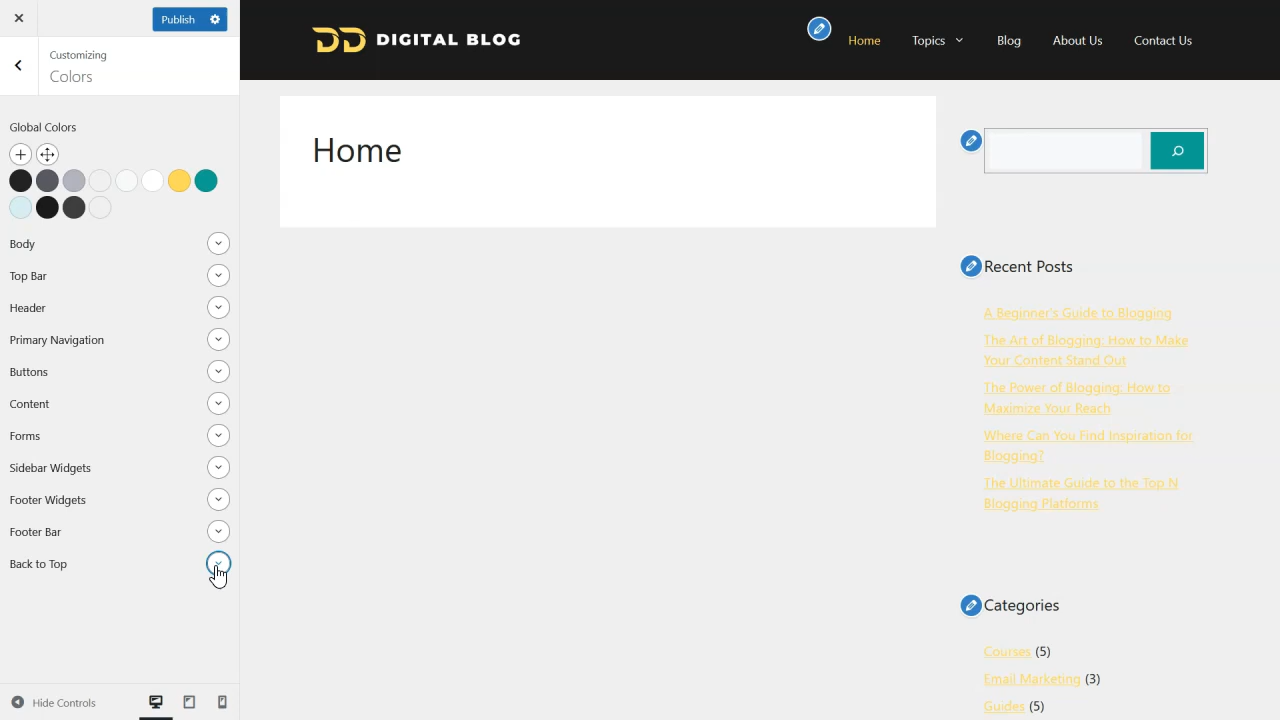 Publish
Customizing
Colors
Global Colors
Body
Top Bar
Header
Primary Navigation
Buttons
Content
Forms
Sidebar Widgets
Footer Widgets
Footer Bar
Back to Top
Hide Controls
DD DIGITAL BLOG
Home
Topics
Blog
About Us
Contact Us
Home
Recent Posts
A Beginner's Guide to Blogging
The Art of Blogging: How to Make
Your Content Stand Out
The Power of Blogging: How to
Maximize Your Reach
Where Can You Find Inspiration for
Blogging?
The Ultimate Guide to the Top N
Blogging Platforms
Categories
Courses (5)
Email Marketing (3)
Guides (5)